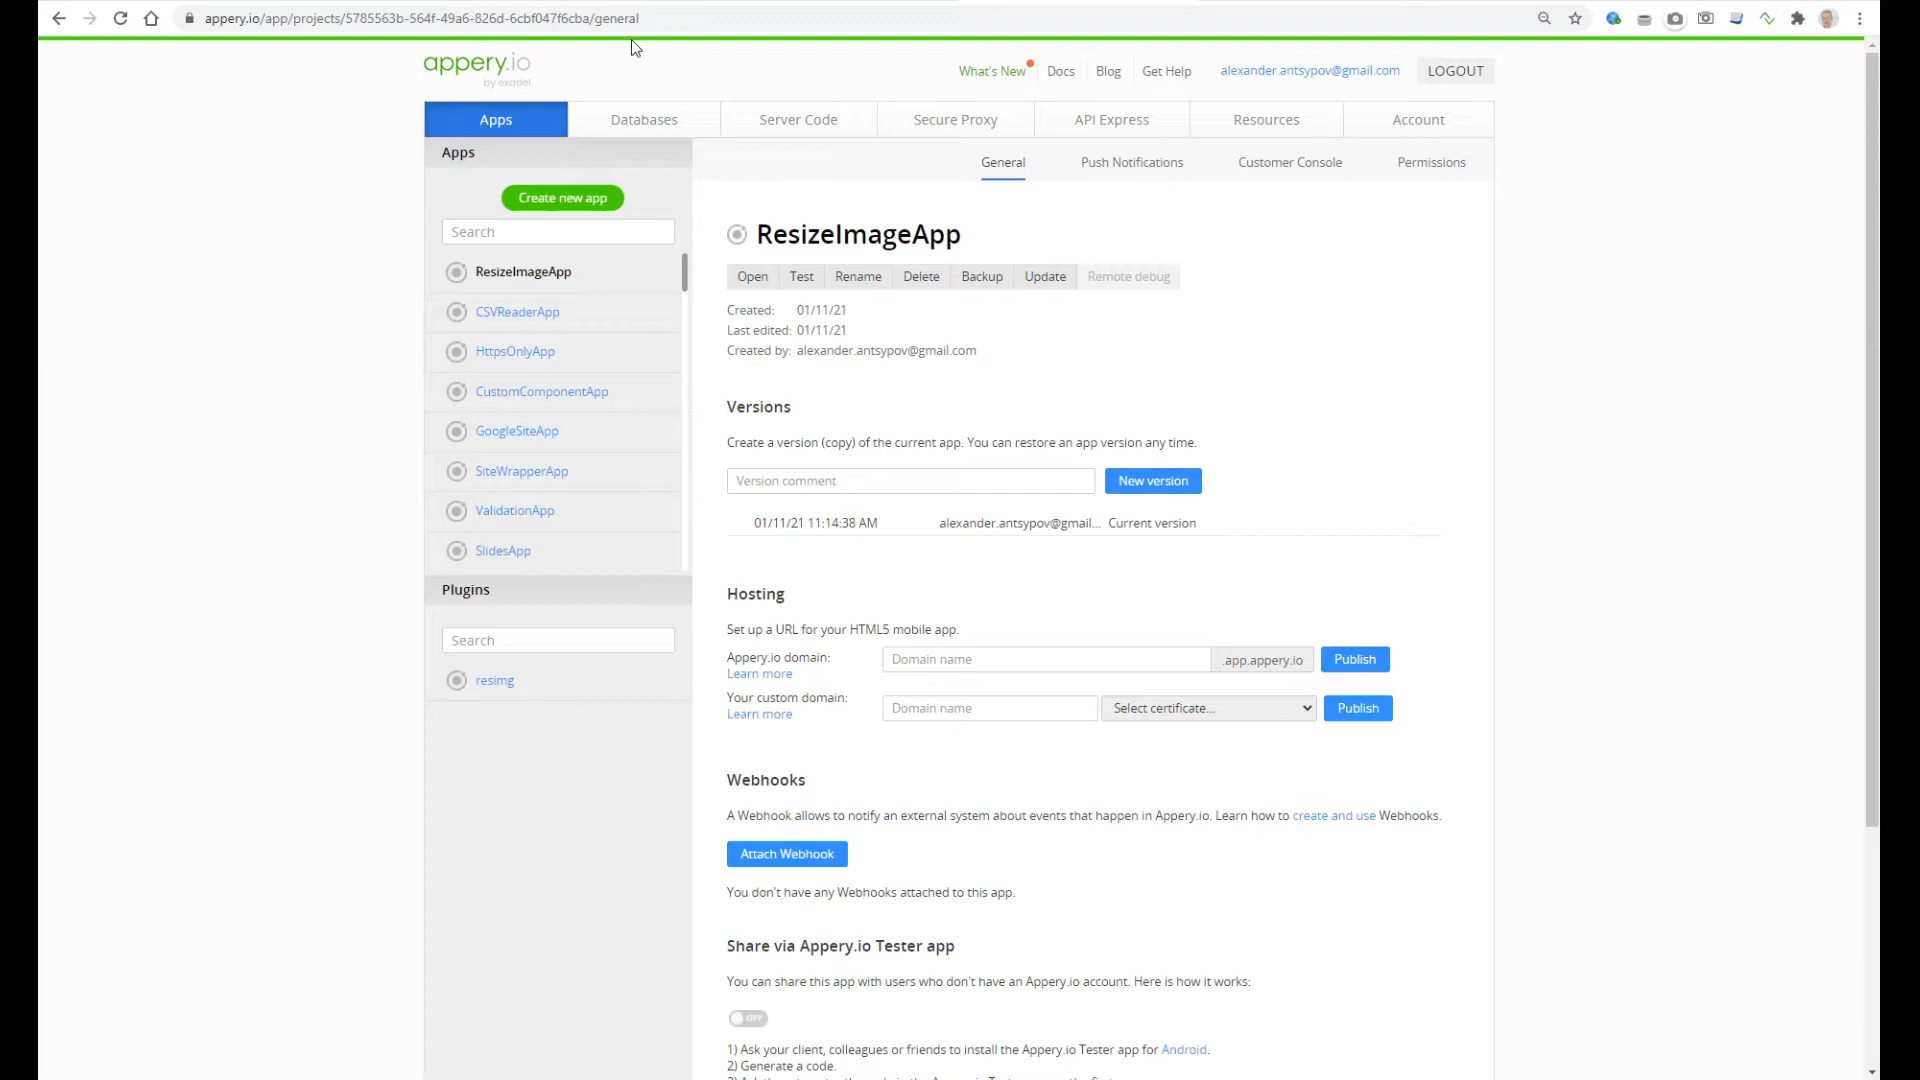 appery.io/app/projects/5785563b-564f-49a6-826d-6cbf047f6cba/general
appery.io
by exadel
What's New
Docs
Blog
Get Help
alexander.antsypov@gmail.com
LOGOUT
Apps
Databases
Server Code
Secure Proxy
API Express
Resources
Account
Apps
General
Push Notifications
Customer Console
Permissions
Create new app
Search
ResizeImageApp
CSVReaderApp
HttpsOnlyApp
CustomComponentApp
GoogleSiteApp
SiteWrapperApp
ValidationApp
SlidesApp
Plugins
Search
resimg
ResizeImageApp
Open
Test
Rename
Delete
Backup
Update
Remote debug
Created: 01/11/21
Last edited: 01/11/21
Created by: alexander.antsypov@gmail.com
Versions
Create a version (copy) of the current app. You can restore an app version any time.
Version comment
New version
01/11/21 11:14:38 AM alexander.antsypov@gmail... Current version
Hosting
Set up a URL for your HTML5 mobile app.
Appery.io domain:
Learn more
Domain name
.app.appery.io
Publish
Your custom domain:
Learn more
Domain name
Select certificate...
Publish
Webhooks
A Webhook allows to notify an external system about events that happen in Appery.io. Learn how to create and use Webhooks.
Attach Webhook
You don't have any Webhooks attached to this app.
Share via Appery.io Tester app
You can share this app with users who don't have an Appery.io account. Here is how it works:
OFF
1) Ask your client, colleagues or friends to install the Appery.io Tester app for Android.
2) Generate a code.